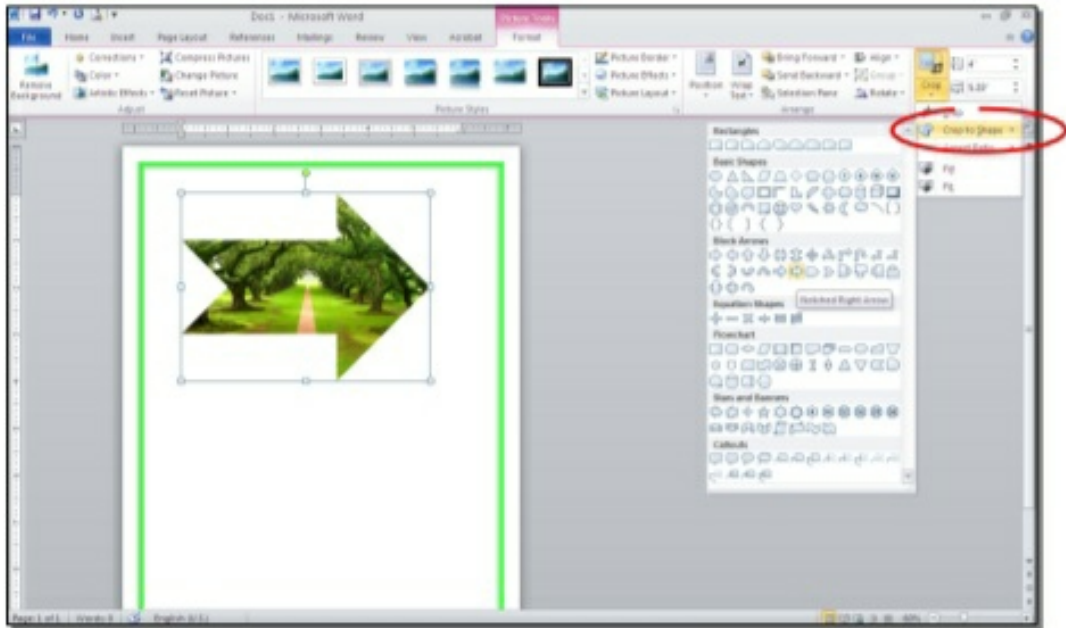 Doc1 - Microsoft Word
Picture Tools
File Home Insert Page Layout References Mailings Review View Acrobat Format
Remove Background
Corrections
Color
Artistic Effects
Compress Pictures
Change Picture
Reset Picture
Adjust
Picture Styles
Picture Border
Picture Effects
Picture Layout
Position
Wrap Text
Bring Forward
Send Backward
Selection Pane
Align
Group
Rotate
Arrange
Crop
4"
5.33"
Crop to Shape
Fill
Fit
Rectangles
Basic Shapes
Block Arrows
Notched Right Arrow
Equation Shapes
Flowchart
Stars and Banners
Callouts
Page: 1 of 1 Words: 0 English (U.S.) 60%